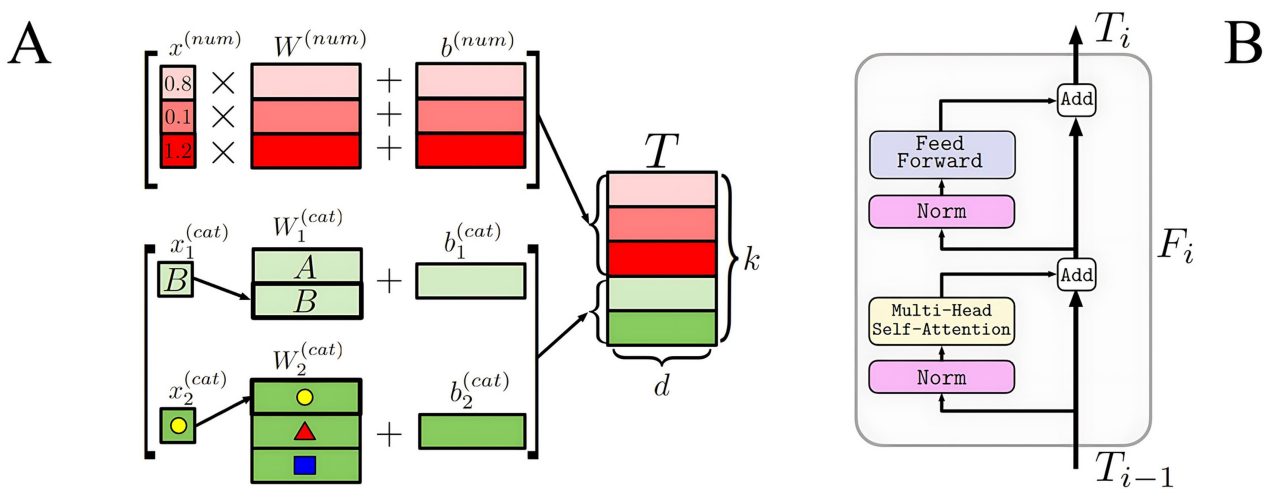 A
x^(num) W^(num) b^(num)
0.8 × +
0.1 × +
1.2 × +
T
k
d
x_1^(cat) W_1^(cat) b_1^(cat)
B A +
B
x_2^(cat) W_2^(cat) b_2^(cat)
+
B
T_i
Add
Feed
Forward
Norm
F_i
Add
Multi-Head
Self-Attention
Norm
T_{i-1}